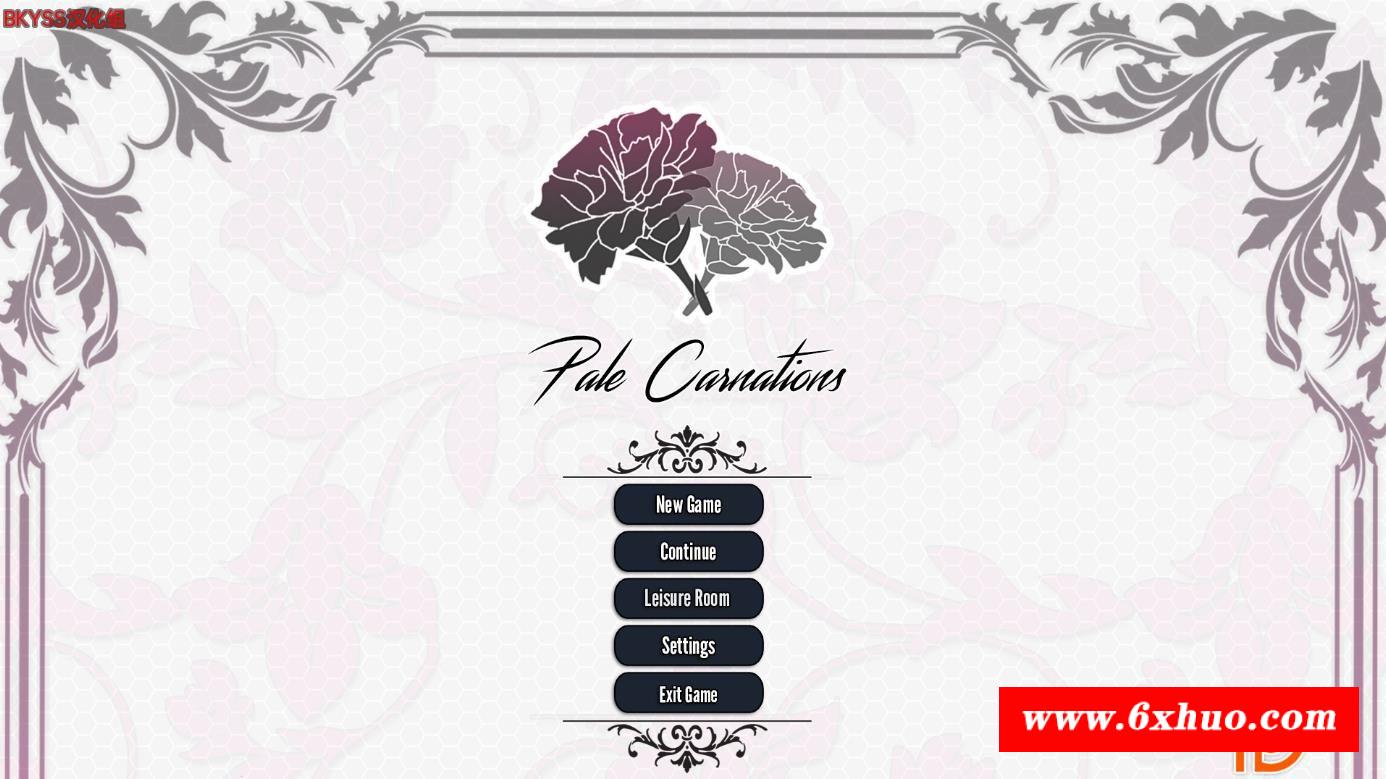 BKYSS汉化组
Pale Carnations
New Game
Continue
Leisure Room
Settings
Exit Game
www.6xhuo.com